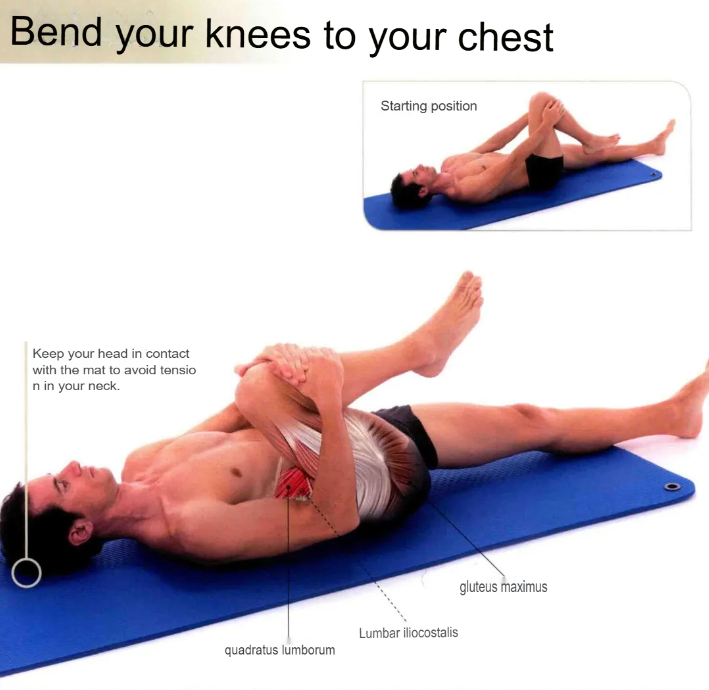 Bend your knees to your chest
Starting position
Keep your head in contact
with the mat to avoid tensio
n in your neck.
gluteus maximus
Lumbar iliocostalis
quadratus lumborum